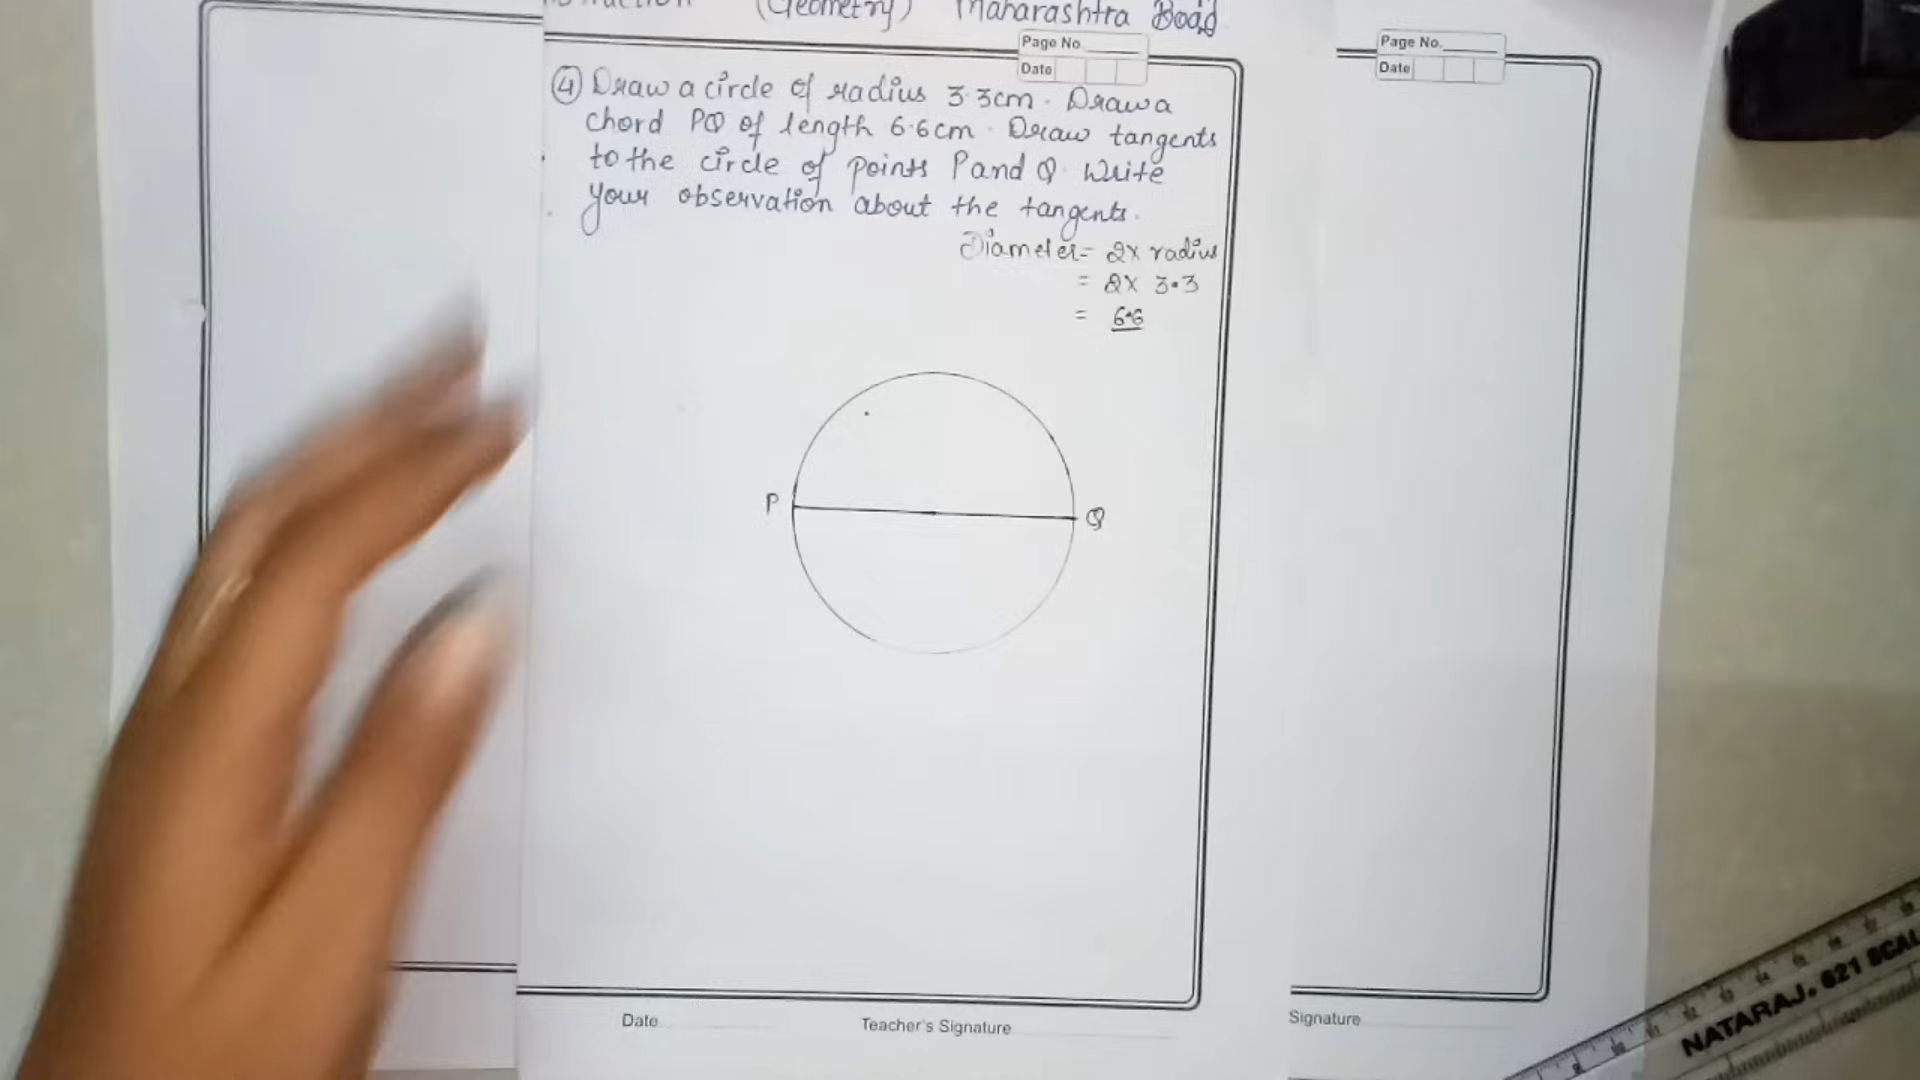 (Geometry) Maharashtra Board
Page No.
Date
④ Draw a circle of radius 3.3cm. Draw a
chord PQ of length 6.6cm. Draw tangents
to the circle of points P and Q. Write
your observation about the tangents.
Diameter = 2x radius
= 2x 3.3
= 6.6
P
Q
Date
Teacher's Signature
Page No.
Date
Signature
NATARAJ. 621 SCAL